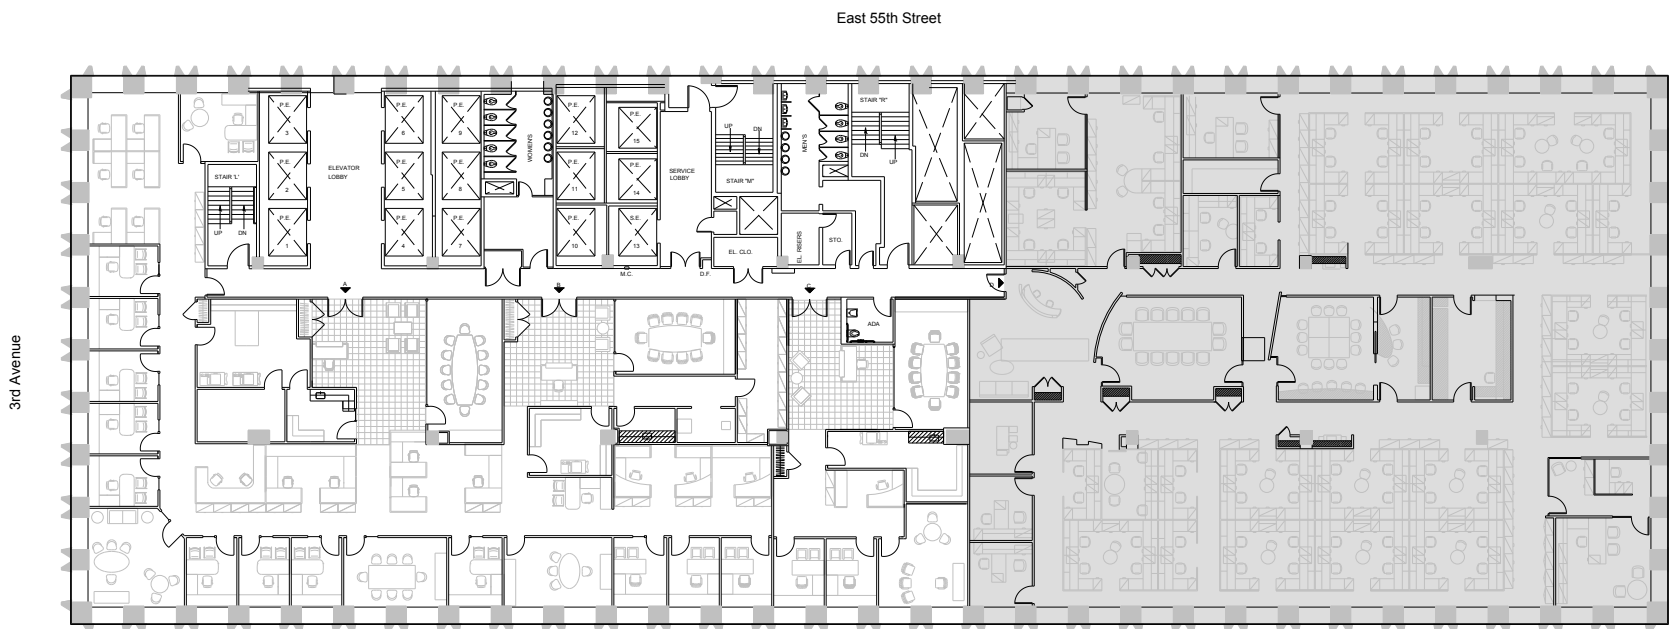 East 55th Street
3rd Avenue
P.E.
3
P.E.
6
P.E.
9
WOMEN'S
P.E.
12
P.E.
15
UP
DN
MEN'S
STAIR "R"
DN
UP
STAIR 'L'
UP
DN
P.E.
2
ELEVATOR
LOBBY
P.E.
5
P.E.
8
P.E.
11
P.E.
14
SERVICE
LOBBY
STAIR "M"
P.E.
1
P.E.
4
P.E.
7
P.E.
10
S.E.
13
EL. CLO.
EL. RISERS
STO.
M.C.
D.F.
A
B
C
D
ADA